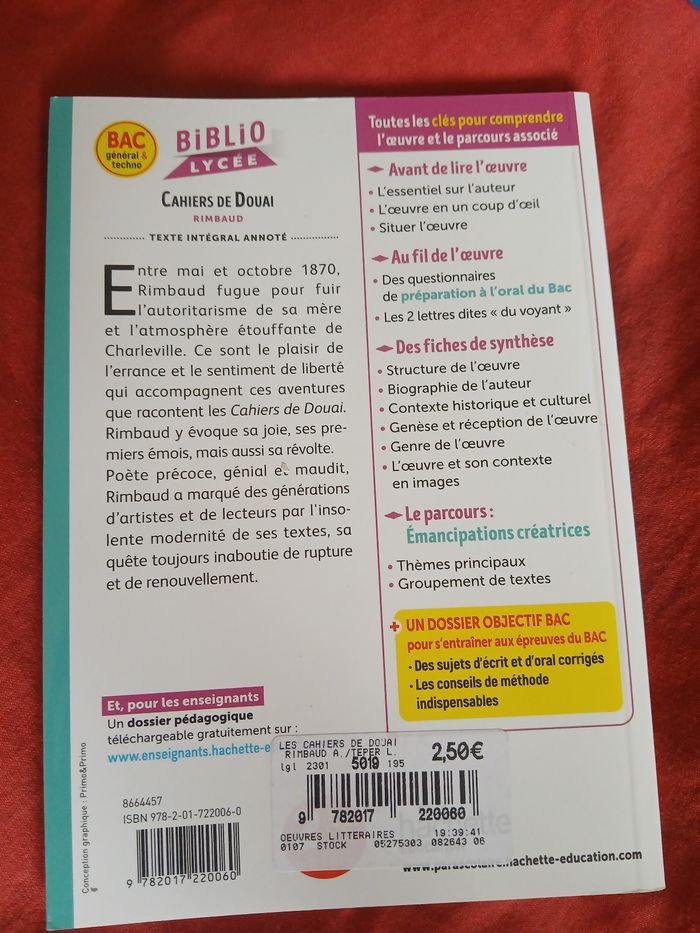 BAC
général &
techno
BiBLiO
LYCÉE
CAHIERS DE DOUAI
RIMBAUD
TEXTE INTÉGRAL ANNOTÉ
Entre mai et octobre 1870,
Rimbaud fugue pour fuir
l'autoritarisme de sa mère
et l'atmosphère étouffante de
Charleville. Ce sont le plaisir de
l'errance et le sentiment de liberté
qui accompagnent ces aventures
que racontent les Cahiers de Douai.
Rimbaud y évoque sa joie, ses pre-
miers émois, mais aussi sa révolte.
Poète précoce, génial et maudit,
Rimbaud a marqué des générations
d'artistes et de lecteurs par l'inso-
lente modernité de ses textes, sa
quête toujours inaboutie de rupture
et de renouvellement.
Et, pour les enseignants
Un dossier pédagogique
téléchargeable gratuitement sur :
www.enseignants.hachette-e
8664457
ISBN 978-2-01-722006-0
9 782017 220060
Conception graphique : Primo&Primo
Toutes les clés pour comprendre
l'œuvre et le parcours associé
Avant de lire l'œuvre
• L'essentiel sur l'auteur
• L'œuvre en un coup d'œil
• Situer l'œuvre
Au fil de l'œuvre
• Des questionnaires
de préparation à l'oral du Bac
• Les 2 lettres dites « du voyant »
Des fiches de synthèse
• Structure de l'œuvre
• Biographie de l'auteur
• Contexte historique et culturel
• Genèse et réception de l'œuvre
• Genre de l'œuvre
• L'œuvre et son contexte
en images
Le parcours :
Émancipations créatrices
• Thèmes principaux
• Groupement de textes
+ UN DOSSIER OBJECTIF BAC
pour s'entraîner aux épreuves du BAC
• Des sujets d'écrit et d'oral corrigés
• Les conseils de méthode
indispensables
LES CAHIERS DE DOUAI
RIMBAUD A./TEPER L.
lgl 2301 5019 195
2,50€
9 782017 220060
OEUVRES LITTERAIRES 19:39:41
0107 STOCK 05275303 082643 06
hachette
www.parascolaire.hachette-education.com